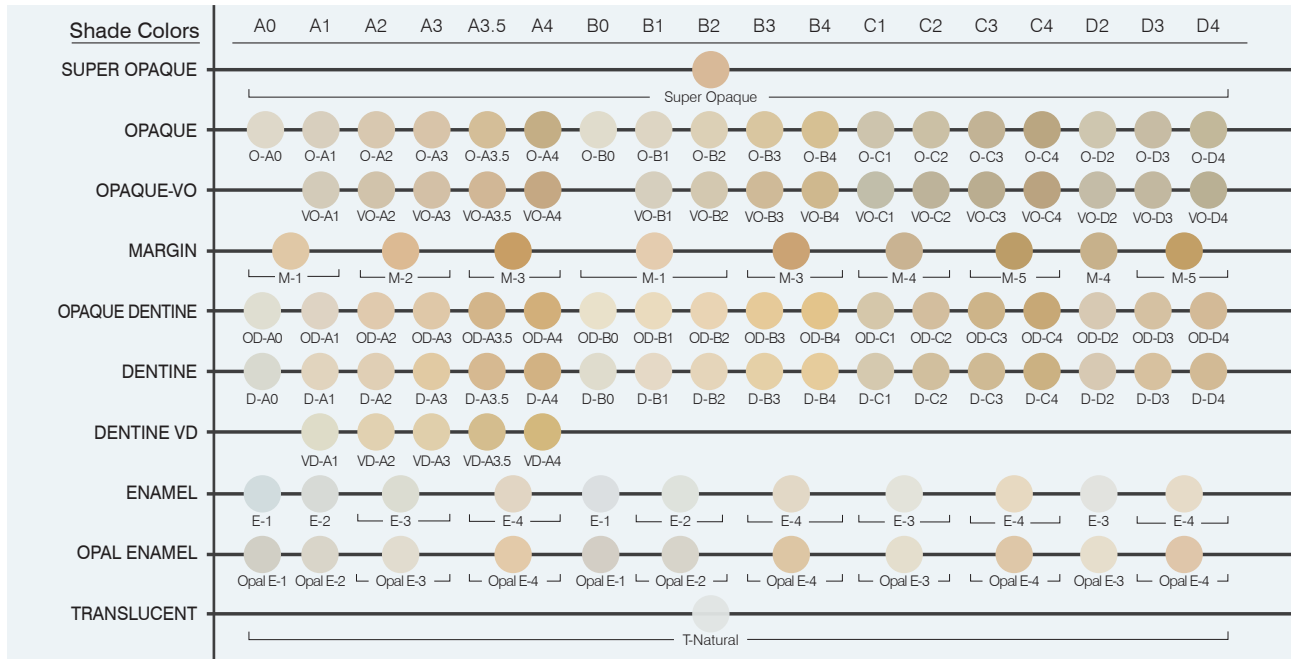 Shade Colors A0 A1 A2 A3 A3.5 A4 B0 B1 B2 B3 B4 C1 C2 C3 C4 D2 D3 D4
SUPER OPAQUE
Super Opaque
OPAQUE
O-A0 O-A1 O-A2 O-A3 O-A3.5 O-A4 O-B0 O-B1 O-B2 O-B3 O-B4 O-C1 O-C2 O-C3 O-C4 O-D2 O-D3 O-D4
OPAQUE-VO
VO-A1 VO-A2 VO-A3 VO-A3.5 VO-A4 VO-B1 VO-B2 VO-B3 VO-B4 VO-C1 VO-C2 VO-C3 VO-C4 VO-D2 VO-D3 VO-D4
MARGIN
M-1 M-2 M-3 M-1 M-3 M-4 M-5 M-4 M-5
OPAQUE DENTINE
OD-A0 OD-A1 OD-A2 OD-A3 OD-A3.5 OD-A4 OD-B0 OD-B1 OD-B2 OD-B3 OD-B4 OD-C1 OD-C2 OD-C3 OD-C4 OD-D2 OD-D3 OD-D4
DENTINE
D-A0 D-A1 D-A2 D-A3 D-A3.5 D-A4 D-B0 D-B1 D-B2 D-B3 D-B4 D-C1 D-C2 D-C3 D-C4 D-D2 D-D3 D-D4
DENTINE VD
VD-A1 VD-A2 VD-A3 VD-A3.5 VD-A4
ENAMEL
E-1 E-2 E-3 E-4 E-1 E-2 E-4 E-3 E-4 E-3 E-4
OPAL ENAMEL
Opal E-1 Opal E-2 Opal E-3 Opal E-4 Opal E-1 Opal E-2 Opal E-4 Opal E-3 Opal E-4 Opal E-3 Opal E-4
TRANSLUCENT
T-Natural